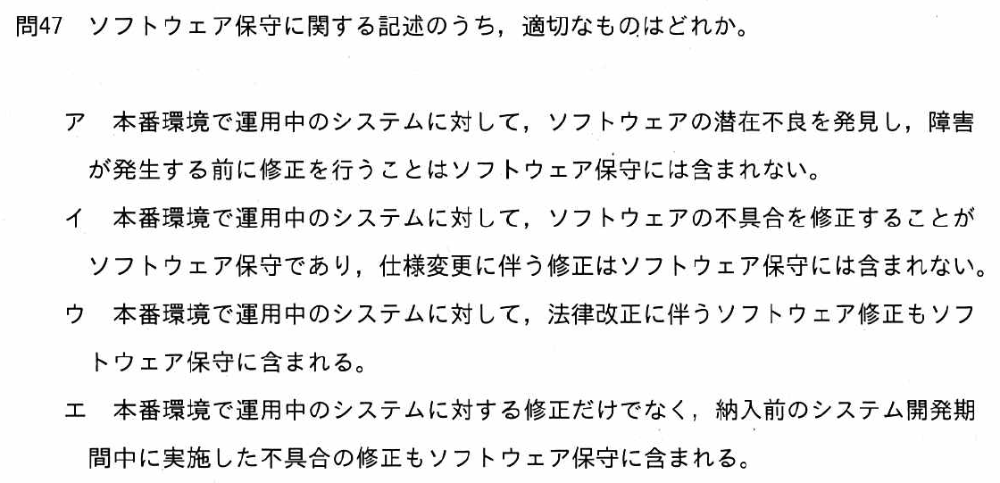 問47　ソフトウェア保守に関する記述のうち，適切なものはどれか。
ア　本番環境で運用中のシステムに対して，ソフトウェアの潜在不良を発見し，障害
が発生する前に修正を行うことはソフトウェア保守には含まれない。
イ　本番環境で運用中のシステムに対して，ソフトウェアの不具合を修正することが
ソフトウェア保守であり，仕様変更に伴う修正はソフトウェア保守には含まれない。
ウ　本番環境で運用中のシステムに対して，法律改正に伴うソフトウェア修正もソフ
トウェア保守に含まれる。
エ　本番環境で運用中のシステムに対する修正だけでなく，納入前のシステム開発期
間中に実施した不具合の修正もソフトウェア保守に含まれる。